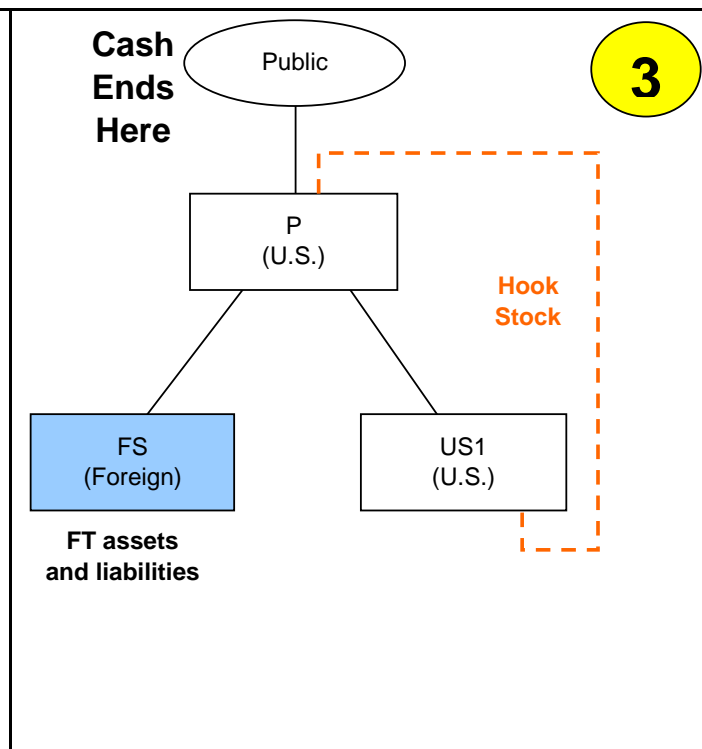 Cash
Ends
Here
Public
3
P
(U.S.)
Hook
Stock
FS
(Foreign)
US1
(U.S.)
FT assets
and liabilities